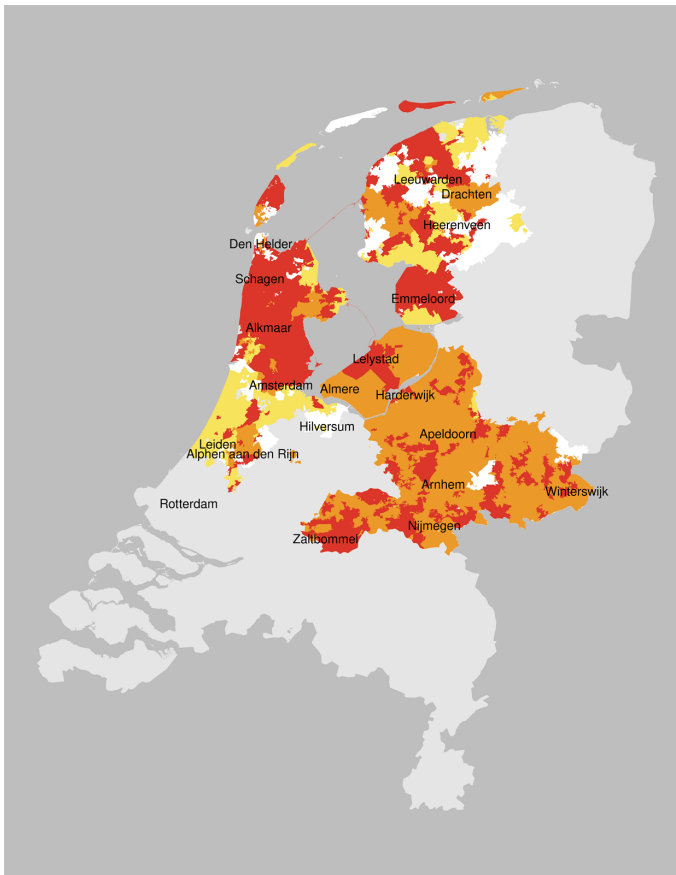 Leeuwarden
Drachten
Heerenveen
Den Helder
Schagen
Emmeloord
Alkmaar
Lelystad
Amsterdam
Almere
Harderwijk
Hilversum
Apeldoorn
Leiden
Alphen aan den Rijn
Arnhem
Winterswijk
Rotterdam
Nijmegen
Zaltbommel